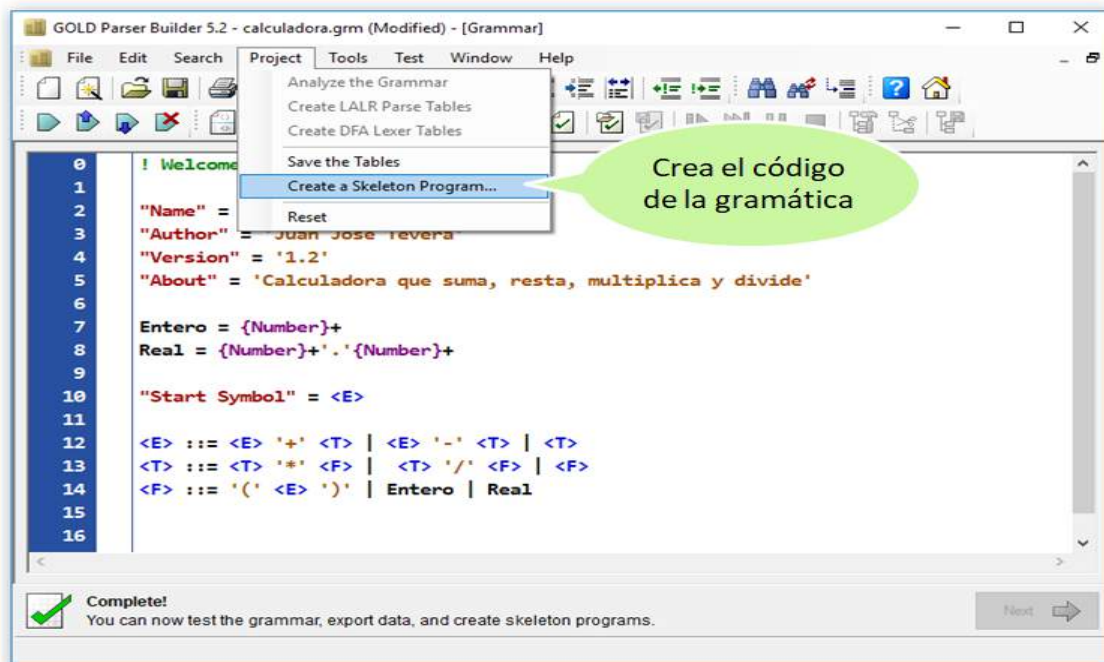 GOLD Parser Builder 5.2 - calculadora.grm (Modified) - [Grammar]
File Edit Search Project Tools Test Window Help
Analyze the Grammar
Create LALR Parse Tables
Create DFA Lexer Tables
Save the Tables
Create a Skeleton Program...
Reset
Crea el código
de la gramática
0 ! Welcome
1
2 "Name" =
3 "Author" = 'Juan José Tevera
4 "Version" = '1.2'
5 "About" = 'Calculadora que suma, resta, multiplica y divide'
6
7 Entero = {Number}+
8 Real = {Number}+'.'{Number}+
9
10 "Start Symbol" = <E>
11
12 <E> ::= <E> '+' <T> | <E> '-' <T> | <T>
13 <T> ::= <T> '*' <F> | <T> '/' <F> | <F>
14 <F> ::= '(' <E> ')' | Entero | Real
15
16
Complete!
You can now test the grammar, export data, and create skeleton programs.
Next